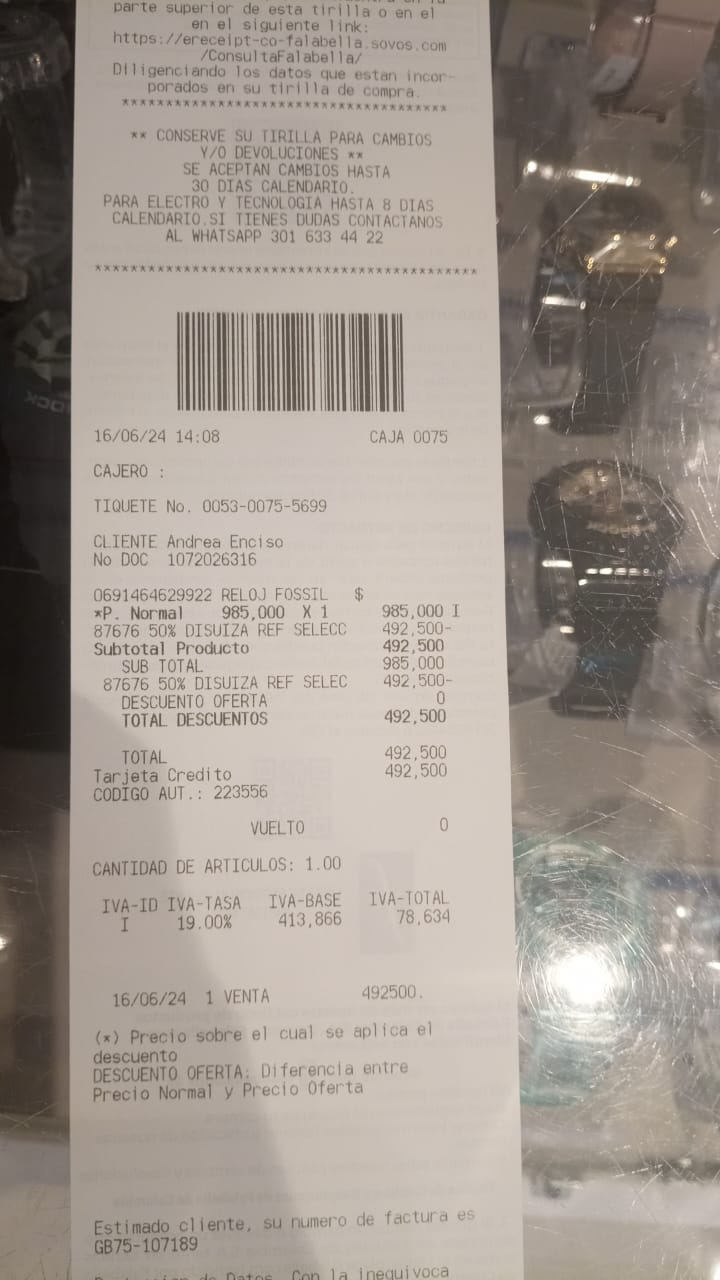 parte superior de esta tirilla o en el
en el siguiente link:
https://ereceipt-co-falabella.sovos.com
/ConsultaFalabella/
Diligenciando los datos que estan incor-
porados en su tirilla de compra.
***************************************
** CONSERVE SU TIRILLA PARA CAMBIOS
Y/O DEVOLUCIONES **
SE ACEPTAN CAMBIOS HASTA
30 DIAS CALENDARIO.
PARA ELECTRO Y TECNOLOGIA HASTA 8 DIAS
CALENDARIO.SI TIENES DUDAS CONTACTANOS
AL WHATSAPP 301 633 44 22
*******************************************
16/06/24 14:08 CAJA 0075
CAJERO :
TIQUETE No. 0053-0075-5699
CLIENTE Andrea Enciso
No DOC 1072026316
0691464629922 RELOJ FOSSIL $
*P. Normal 985,000 X 1 985,000 I
87676 50% DISUIZA REF SELECC 492,500-
Subtotal Producto 492,500
SUB TOTAL 985,000
87676 50% DISUIZA REF SELEC 492,500-
DESCUENTO OFERTA 0
TOTAL DESCUENTOS 492,500
TOTAL 492,500
Tarjeta Credito 492,500
CODIGO AUT.: 223556
VUELTO 0
CANTIDAD DE ARTICULOS: 1.00
IVA-ID IVA-TASA IVA-BASE IVA-TOTAL
I 19.00% 413,866 78,634
16/06/24 1 VENTA 492500.
(*) Precio sobre el cual se aplica el
descuento
DESCUENTO OFERTA: Diferencia entre
Precio Normal y Precio Oferta
Estimado cliente, su numero de factura es
GB75-107189
de Datos. Con la inequivoca